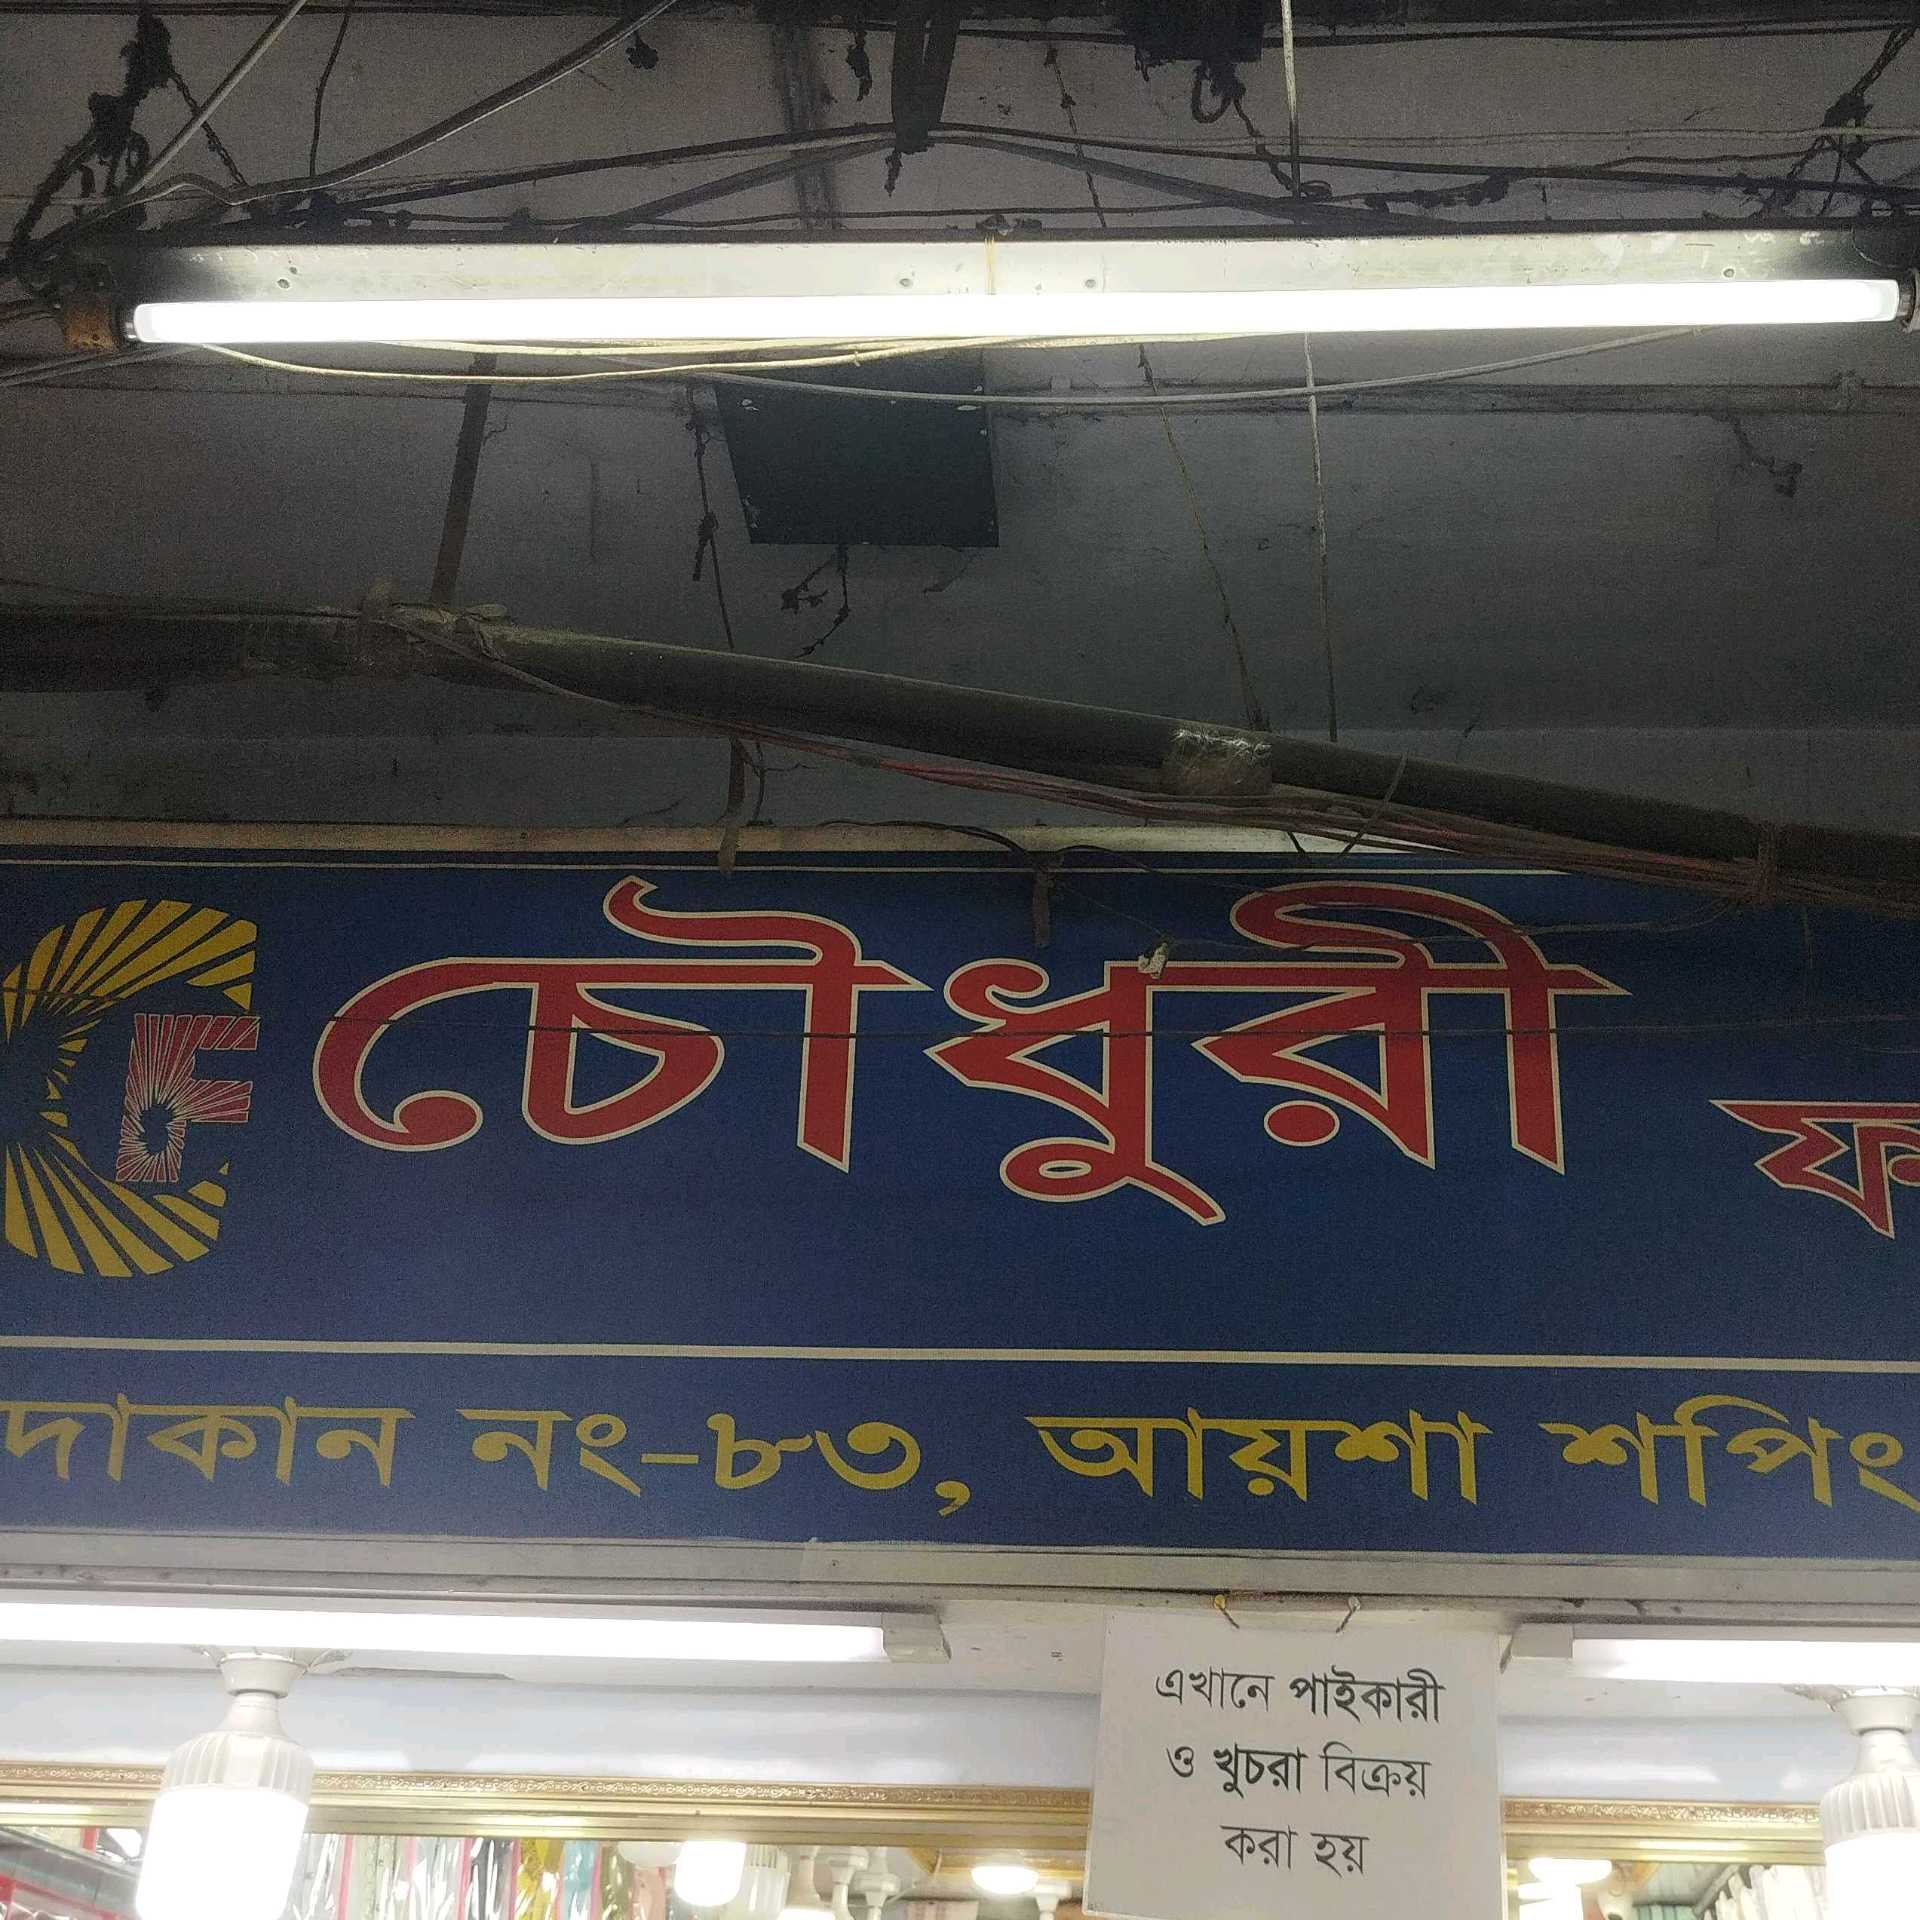 চৌধুরী ফ
দাকান নং-৮৩, আয়শা শপিং
এখানে পাইকারী
ও খুচরা বিক্রয়
করা হয়